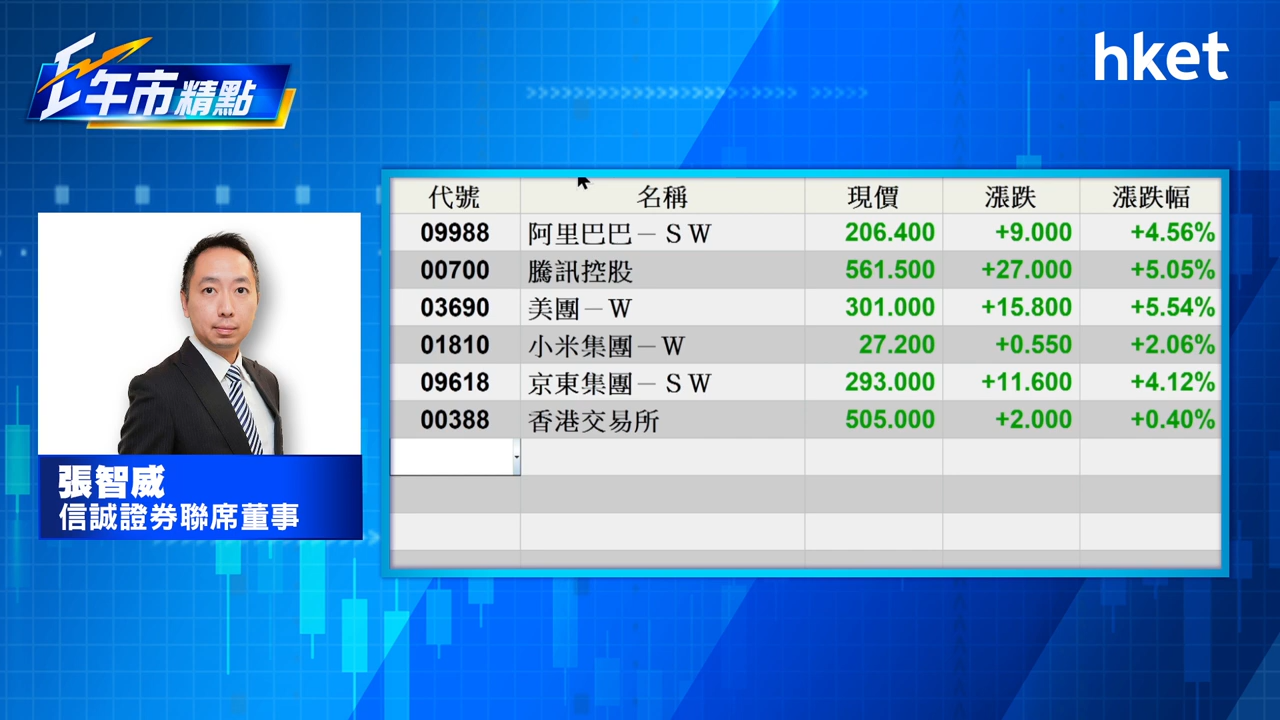 午市精點
hket
代號 名稱 現價 漲跌 漲跌幅
09988 阿里巴巴－ＳＷ 206.400 +9.000 +4.56%
00700 騰訊控股 561.500 +27.000 +5.05%
03690 美團－Ｗ 301.000 +15.800 +5.54%
01810 小米集團－Ｗ 27.200 +0.550 +2.06%
09618 京東集團－ＳＷ 293.000 +11.600 +4.12%
00388 香港交易所 505.000 +2.000 +0.40%
張智威
信誠證券聯席董事